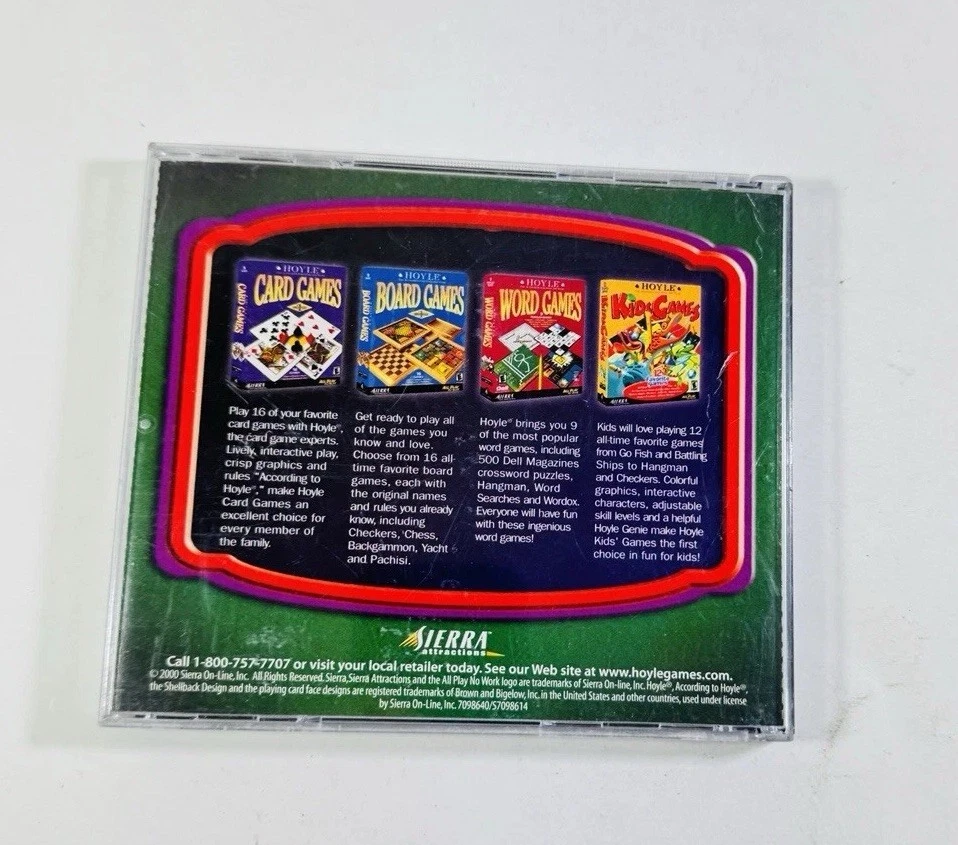 HOYLE
CARD GAMES
CARD GAMES
SIERRA
HOYLE
BOARD GAMES
BOARD GAMES
SIERRA
HOYLE
WORD GAMES
WORD GAMES
SIERRA
HOYLE
KIDS GAMES
SIERRA
Play 16 of your favorite
card games with Hoyle®,
the card game experts.
Lively, interactive play,
crisp graphics and
rules "According to
Hoyle®," make Hoyle
Card Games an
excellent choice for
every member of
the family.
Get ready to play all
of the games you
know and love.
Choose from 16 all-
time favorite board
games, each with
the original names
and rules you already
know, including
Checkers, Chess,
Backgammon, Yacht
and Pachisi.
Hoyle® brings you 9
of the most popular
word games, including
500 Dell Magazines
crossword puzzles,
Hangman, Word
Searches and Wordox.
Everyone will have fun
with these ingenious
word games!
Kids will love playing 12
all-time favorite games
from Go Fish and Battling
Ships to Hangman
and Checkers. Colorful
graphics, interactive
characters, adjustable
skill levels and a helpful
Hoyle Genie make Hoyle
Kids' Games the first
choice in fun for kids!
SIERRA™
attractions
Call 1-800-757-7707 or visit your local retailer today. See our Web site at www.hoylegames.com.
© 2000 Sierra On-Line, Inc. All Rights Reserved. Sierra, Sierra Attractions and the All Play No Work logo are trademarks of Sierra On-line, Inc. Hoyle®, According to Hoyle®,
the Shellback Design and the playing card face designs are registered trademarks of Brown and Bigelow, Inc. in the United States and other countries, used under license
by Sierra On-Line, Inc. 7098640/S7098614